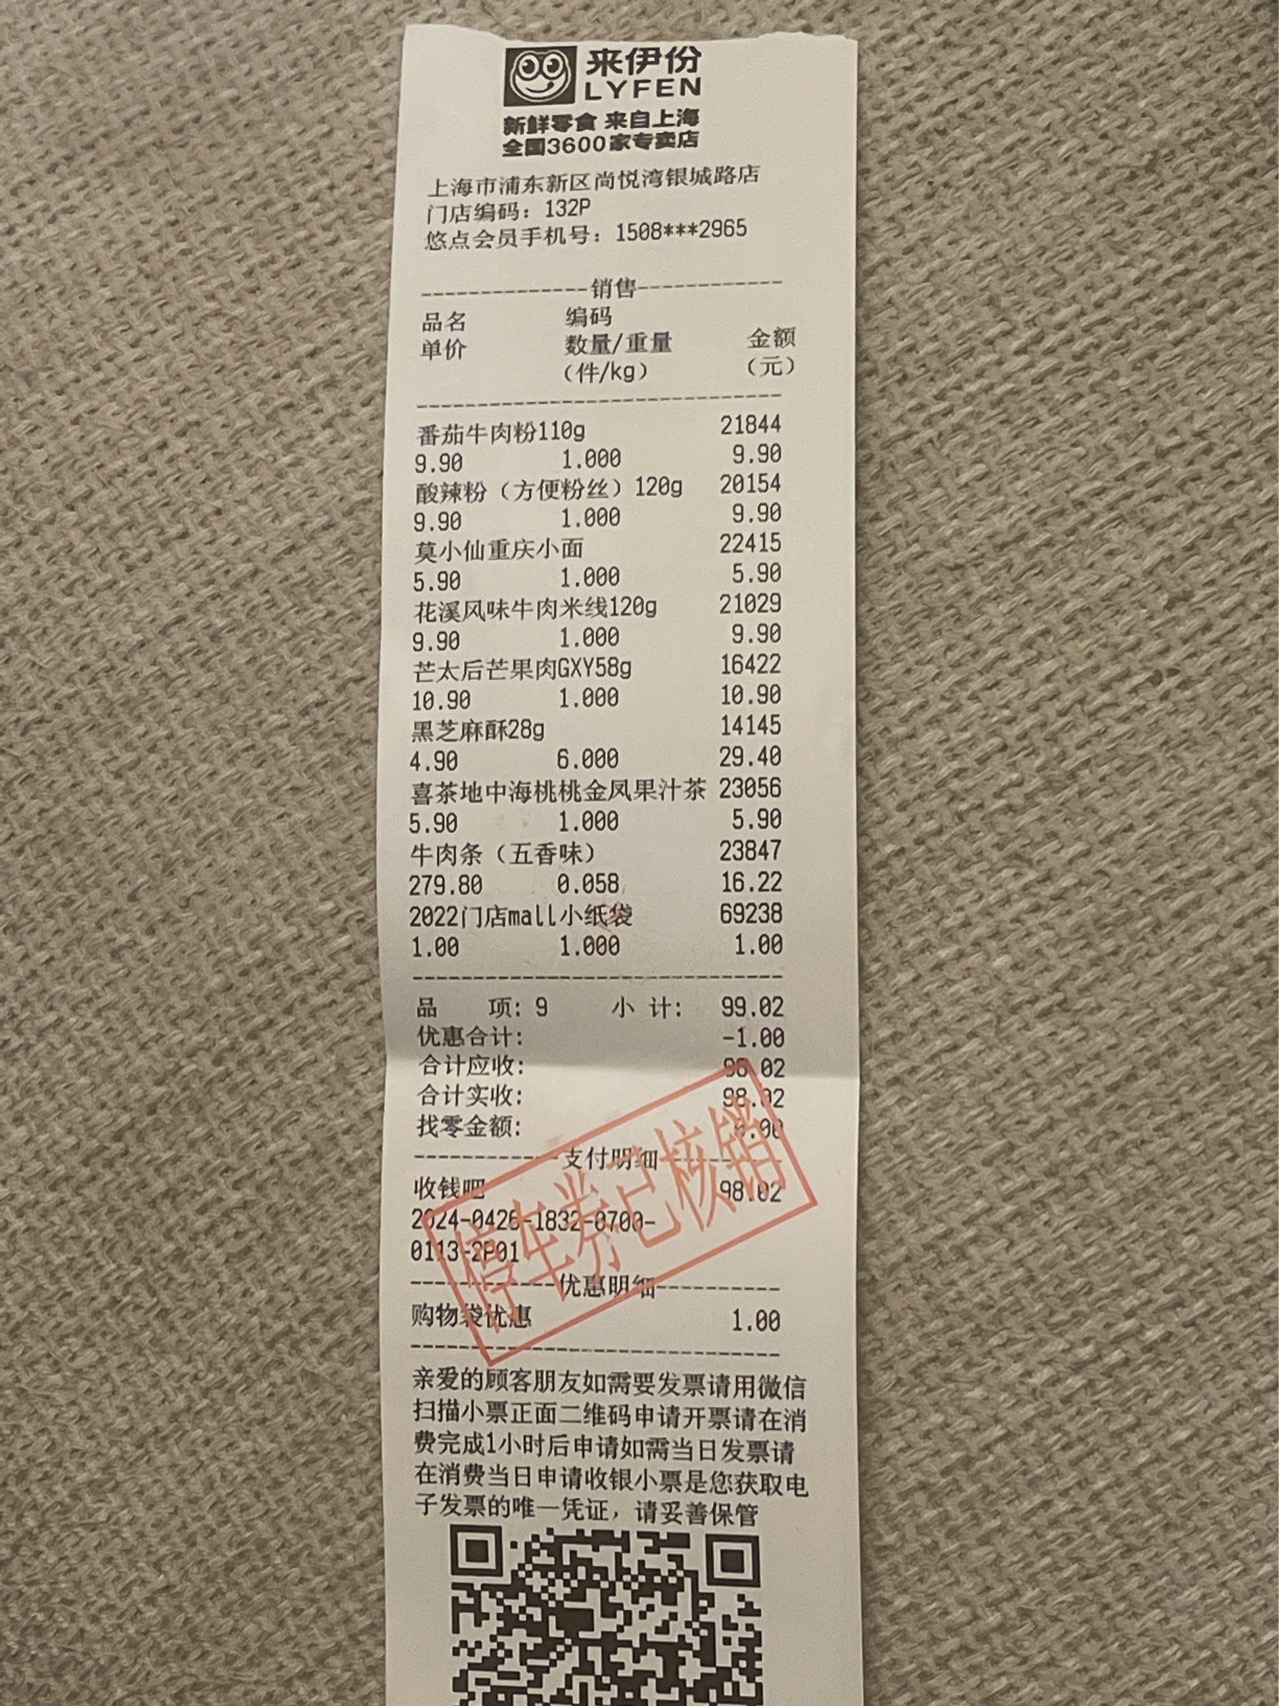 来伊份
LYFEN
新鲜零食 来自上海
全国3600家专卖店
上海市浦东新区尚悦湾银城路店
门店编码：132P
悠点会员手机号：1508***2965
--------------销售------------
品名 编码
单价 数量/重量 金额
（件/kg） （元）
番茄牛肉粉110g 21844
9.90 1.000 9.90
酸辣粉（方便粉丝）120g 20154
9.90 1.000 9.90
莫小仙重庆小面 22415
5.90 1.000 5.90
花溪风味牛肉米线120g 21029
9.90 1.000 9.90
芒太后芒果肉GXY58g 16422
10.90 1.000 10.90
黑芝麻酥28g 14145
4.90 6.000 29.40
喜茶地中海桃桃金凤果汁茶 23056
5.90 1.000 5.90
牛肉条（五香味） 23847
279.80 0.058 16.22
2022门店mall小纸袋 69238
1.00 1.000 1.00
品 项: 9 小 计: 99.02
优惠合计: -1.00
合计应收: 98.02
合计实收: 98.02
找零金额: 0.00
------------支付明细------
收钱吧 98.02
2024-0426-1832-0700-
0113-2P01
停车券已核销
------------优惠明细----------
购物袋优惠 1.00
亲爱的顾客朋友如需要发票请用微信
扫描小票正面二维码申请开票请在消
费完成1小时后申请如需当日发票请
在消费当日申请收银小票是您获取电
子发票的唯一凭证，请妥善保管